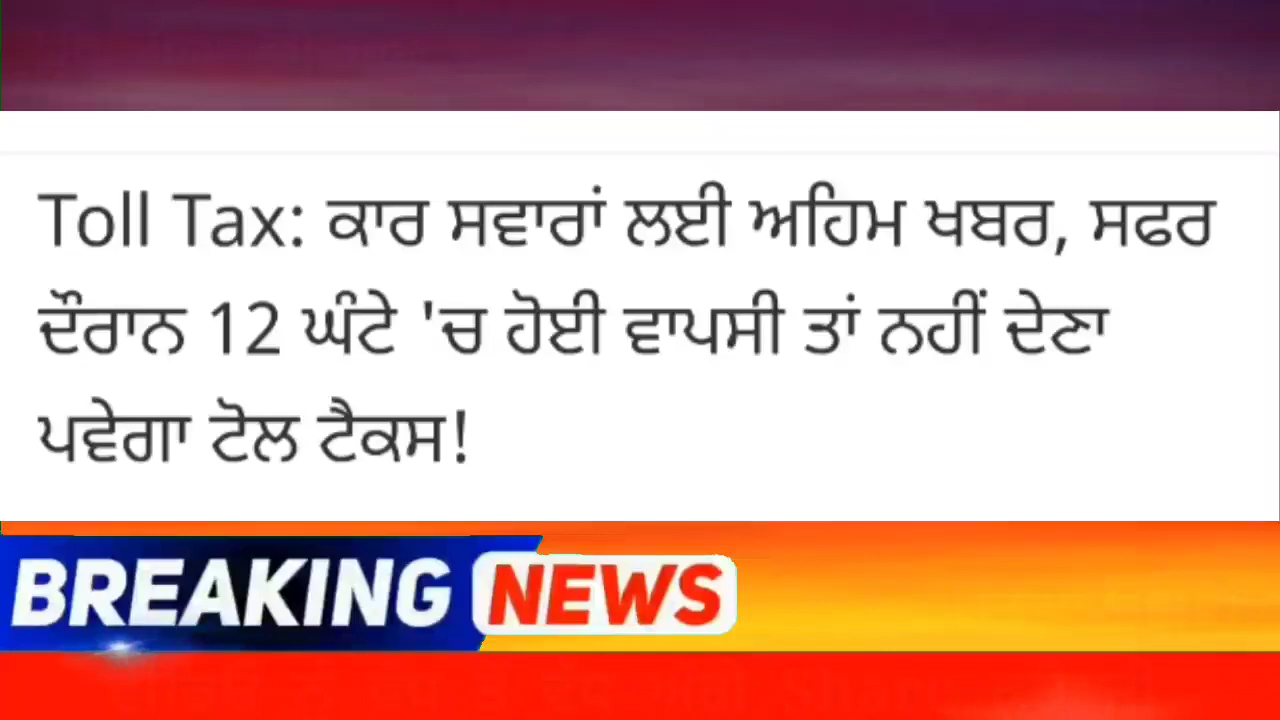 Toll Tax: ਕਾਰ ਸਵਾਰਾਂ ਲਈ ਅਹਿਮ ਖਬਰ, ਸਫਰ
ਦੌਰਾਨ 12 ਘੰਟੇ 'ਚ ਹੋਈ ਵਾਪਸੀ ਤਾਂ ਨਹੀਂ ਦੇਣਾ
ਪਵੇਗਾ ਟੋਲ ਟੈਕਸ!
BREAKING NEWS